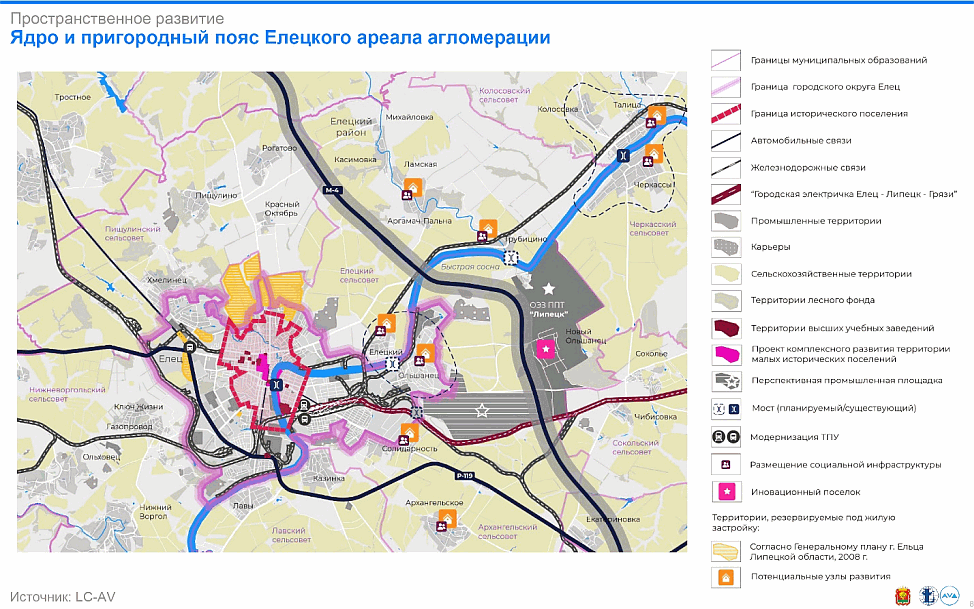 Пространственное развитие
Ядро и пригородный пояс Елецкого ареала агломерации
Тростное
Колосовский
сельсовет
Колосовка
Талица
Елецкий
район
Михайловка
Рогатово
Касимовка
Ламская
Черкассы
М-4
Пищулино
Красный
Октябрь
Аргамач Пальна
Пищулинский
сельсовет
Трубицино
Черкасский
сельсовет
Быстрая сосна
Хмелинец
Елецкий
сельсовет
ОЭЗ ППТ
"Липецк"
Новый
Ольшанец
Елец
Елецкий
Соколье
Ольшанец
Нижневоргольский
сельсовет
Ключ Жизни
Газопровод
Чибисовка
Солидарность
Сокольский
сельсовет
Ольховец
Казинка
Р-119
Нижний
Воргол
Лавы
Архангельское
Екатериновка
Лавский
сельсовет
Архангельский
сельсовет
Границы муниципальных образований
Граница городского округа Елец
Граница исторического поселения
Автомобильные связи
Железнодорожные связи
"Городская электричка Елец - Липецк - Грязи"
Промышленные территории
Карьеры
Сельскохозяйственные территории
Территории лесного фонда
Территории высших учебных заведений
Проект комплексного развития территории
малых исторических поселений
Перспективная промышленная площадка
Мост (планируемый/существующий)
Модернизация ТПУ
Размещение социальной инфраструктуры
Иновационный поселок
Территории, резервируемые под жилую
застройку:
Согласно Генеральному плану г. Ельца
Липецкой области, 2008 г.
Потенциальные узлы развития
Источник: LC-AV
AVA
8